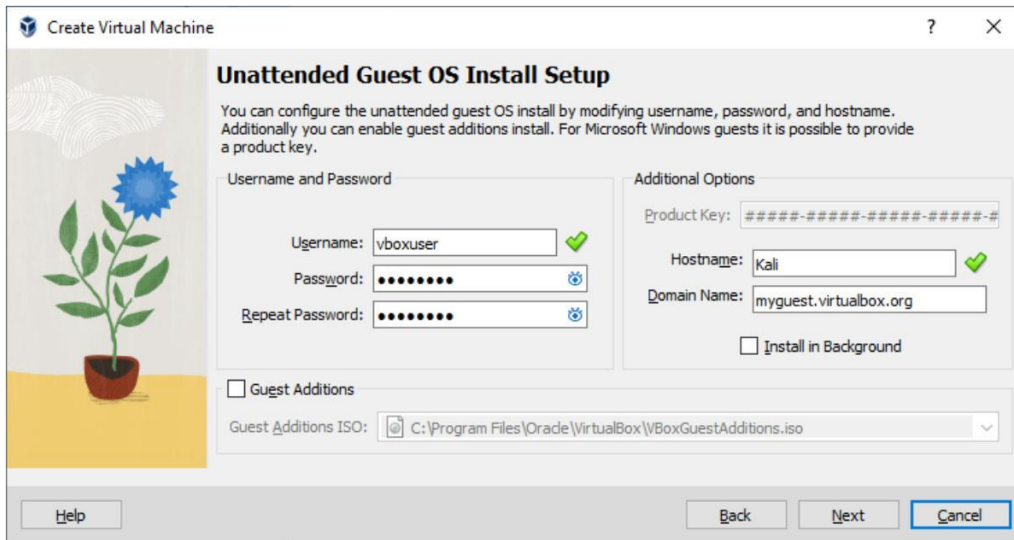 Create Virtual Machine
?
Unattended Guest OS Install Setup
You can configure the unattended guest OS install by modifying username, password, and hostname.
Additionally you can enable guest additions install. For Microsoft Windows guests it is possible to provide
a product key.
Username and Password
Username: vboxuser
Password: ●●●●●●●●
Repeat Password: ●●●●●●●●
Additional Options
Product Key: #####-#####-#####-#####-#
Hostname: Kali
Domain Name: myguest.virtualbox.org
Install in Background
Guest Additions
Guest Additions ISO: C:\Program Files\Oracle\VirtualBox\VBoxGuestAdditions.iso
Help
Back
Next
Cancel